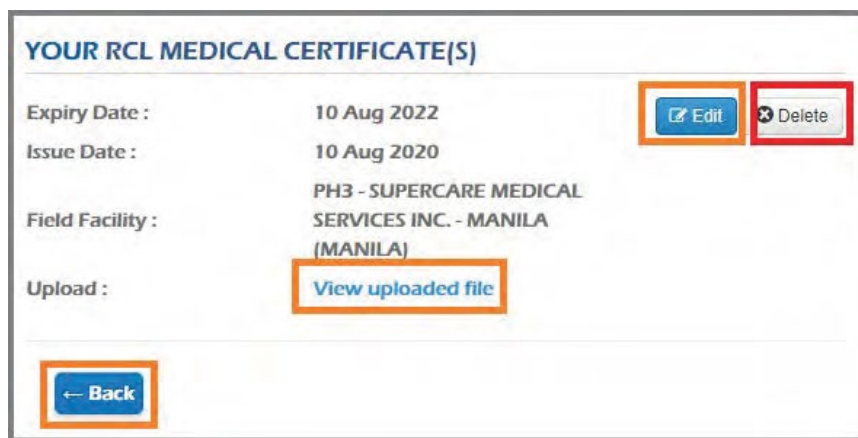 YOUR RCL MEDICAL CERTIFICATE(S)
Expiry Date : 10 Aug 2022 Edit Delete
Issue Date : 10 Aug 2020
Field Facility : PH3 - SUPERCARE MEDICAL
SERVICES INC. - MANILA
(MANILA)
Upload : View uploaded file
← Back